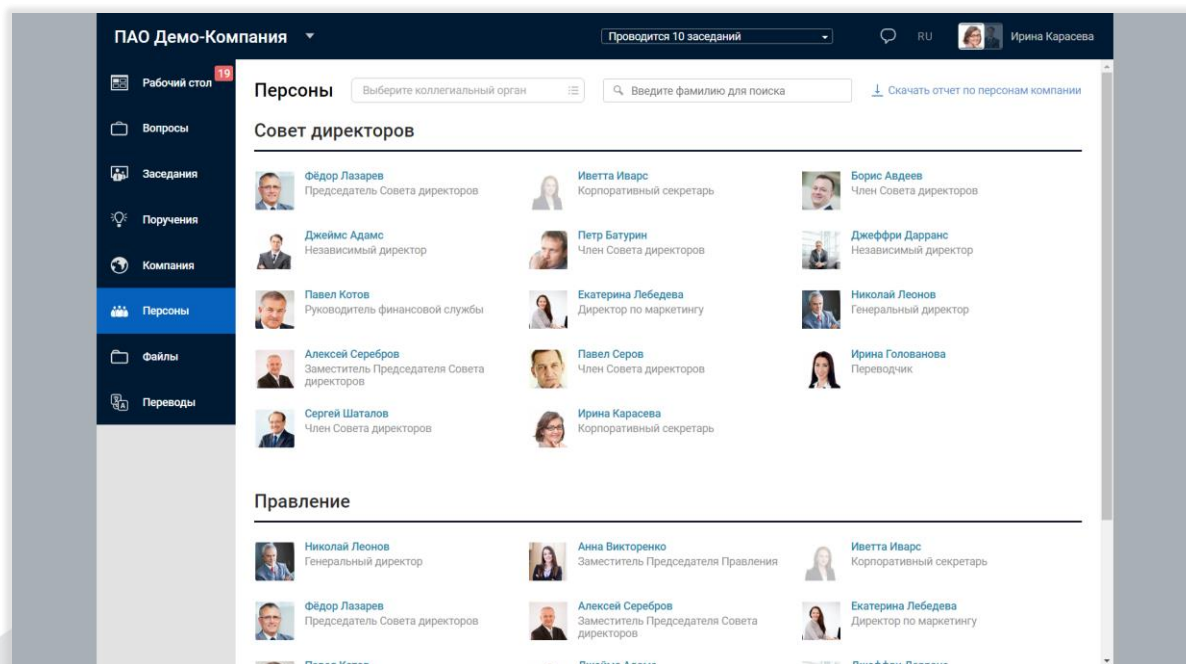 ПАО Демо-Компания
Проводится 10 заседаний
RU
Ирина Карасева
Рабочий стол
19
Вопросы
Заседания
Поручения
Компания
Персоны
Файлы
Переводы
Персоны
Выберите коллегиальный орган
Введите фамилию для поиска
Скачать отчет по персонам компании
Совет директоров
Фёдор Лазарев
Председатель Совета директоров
Иветта Иварс
Корпоративный секретарь
Борис Авдеев
Член Совета директоров
Джеймс Адамс
Независимый директор
Петр Батурин
Член Совета директоров
Джеффри Дарранс
Независимый директор
Павел Котов
Руководитель финансовой службы
Екатерина Лебедева
Директор по маркетингу
Николай Леонов
Генеральный директор
Алексей Серебров
Заместитель Председателя Совета
директоров
Павел Серов
Член Совета директоров
Ирина Голованова
Переводчик
Сергей Шаталов
Член Совета директоров
Ирина Карасева
Корпоративный секретарь
Правление
Николай Леонов
Генеральный директор
Анна Викторенко
Заместитель Председателя Правления
Иветта Иварс
Корпоративный секретарь
Фёдор Лазарев
Председатель Совета директоров
Алексей Серебров
Заместитель Председателя Совета
директоров
Екатерина Лебедева
Директор по маркетингу